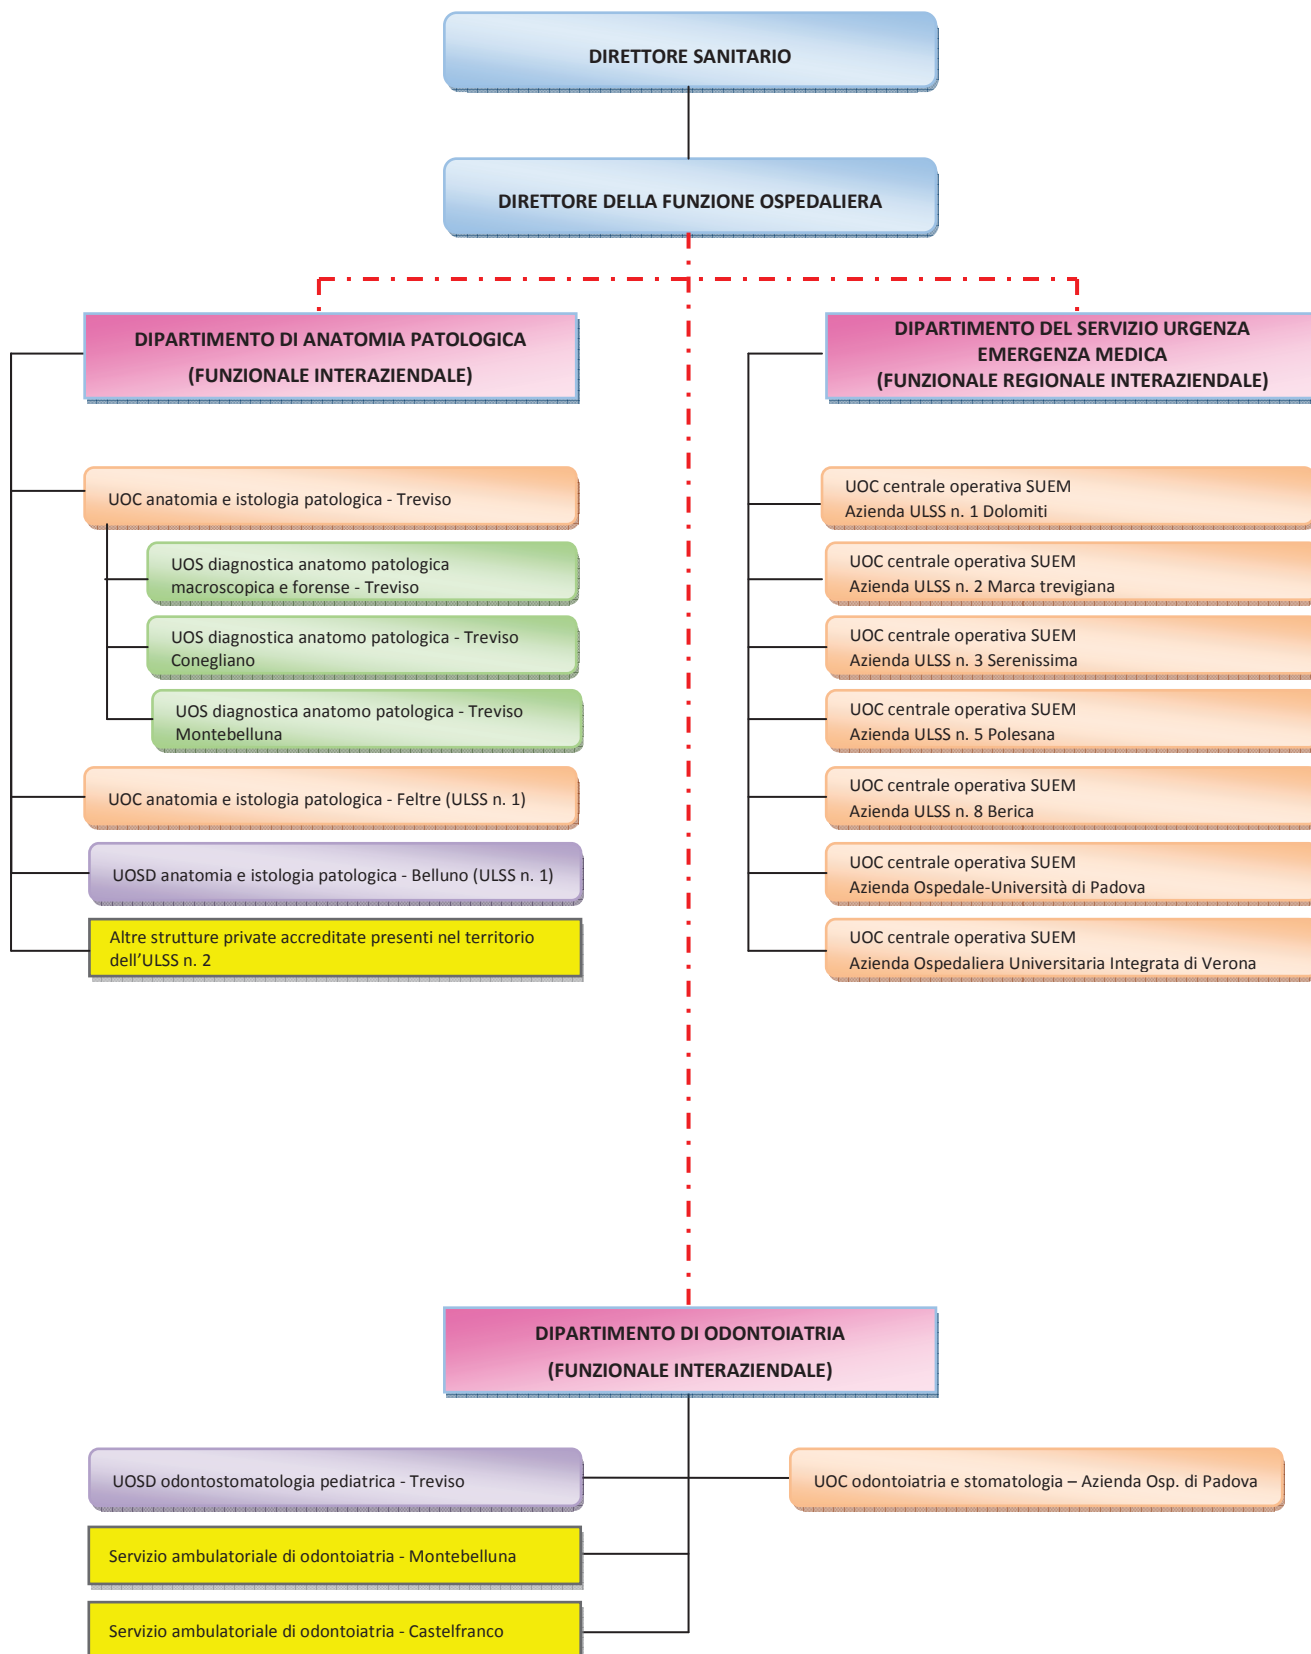 DIRETTORE SANITARIO
DIRETTORE DELLA FUNZIONE OSPEDALIERA
DIPARTIMENTO DI ANATOMIA PATOLOGICA
(FUNZIONALE INTERAZIENDALE)
UOC anatomia e istologia patologica - Treviso
UOS diagnostica anatomo patologica
macroscopica e forense - Treviso
UOS diagnostica anatomo patologica - Treviso
Conegliano
UOS diagnostica anatomo patologica - Treviso
Montebelluna
UOC anatomia e istologia patologica - Feltre (ULSS n. 1)
UOSD anatomia e istologia patologica - Belluno (ULSS n. 1)
Altre strutture private accreditate presenti nel territorio
dell’ULSS n. 2
DIPARTIMENTO DEL SERVIZIO URGENZA
EMERGENZA MEDICA
(FUNZIONALE REGIONALE INTERAZIENDALE)
UOC centrale operativa SUEM
Azienda ULSS n. 1 Dolomiti
UOC centrale operativa SUEM
Azienda ULSS n. 2 Marca trevigiana
UOC centrale operativa SUEM
Azienda ULSS n. 3 Serenissima
UOC centrale operativa SUEM
Azienda ULSS n. 5 Polesana
UOC centrale operativa SUEM
Azienda ULSS n. 8 Berica
UOC centrale operativa SUEM
Azienda Ospedale-Università di Padova
UOC centrale operativa SUEM
Azienda Ospedaliera Universitaria Integrata di Verona
DIPARTIMENTO DI ODONTOIATRIA
(FUNZIONALE INTERAZIENDALE)
UOSD odontostomatologia pediatrica - Treviso
UOC odontoiatria e stomatologia – Azienda Osp. di Padova
Servizio ambulatoriale di odontoiatria - Montebelluna
Servizio ambulatoriale di odontoiatria - Castelfranco